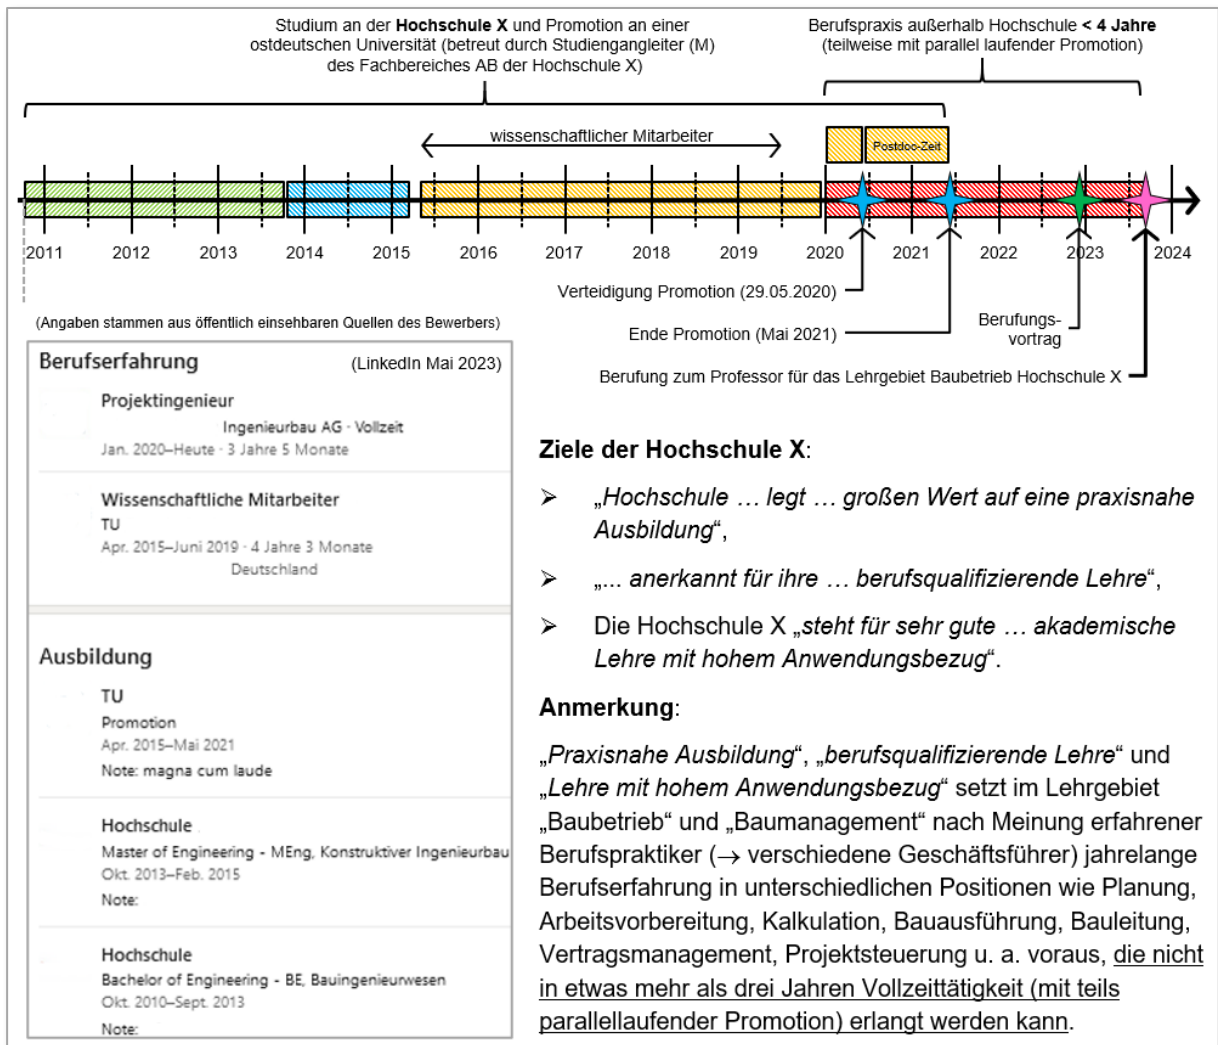 Studium an der Hochschule X und Promotion an einer
ostdeutschen Universität (betreut durch Studiengangleiter (M)
des Fachbereiches AB der Hochschule X)
Berufspraxis außerhalb Hochschule < 4 Jahre
(teilweise mit parallel laufender Promotion)
wissenschaftlicher Mitarbeiter
Postdoc-Zeit
2011 2012 2013 2014 2015 2016 2017 2018 2019 2020 2021 2022 2023 2024
Verteidigung Promotion (29.05.2020)
Ende Promotion (Mai 2021)
Berufungs-
vortrag
Berufung zum Professor für das Lehrgebiet Baubetrieb Hochschule X
(Angaben stammen aus öffentlich einsehbaren Quellen des Bewerbers)
Berufserfahrung
(LinkedIn Mai 2023)
Projektingenieur
Ingenieurbau AG · Vollzeit
Jan. 2020–Heute · 3 Jahre 5 Monate
Wissenschaftliche Mitarbeiter
TU
Apr. 2015–Juni 2019 · 4 Jahre 3 Monate
Deutschland
Ausbildung
TU
Promotion
Apr. 2015–Mai 2021
Note: magna cum laude
Hochschule
Master of Engineering - MEng, Konstruktiver Ingenieurbau
Okt. 2013–Feb. 2015
Note:
Hochschule
Bachelor of Engineering - BE, Bauingenieurwesen
Okt. 2010–Sept. 2013
Note:
Ziele der Hochschule X:
➢ „Hochschule … legt … großen Wert auf eine praxisnahe
Ausbildung“,
➢ „... anerkannt für ihre … berufsqualifizierende Lehre“,
➢ Die Hochschule X „steht für sehr gute … akademische
Lehre mit hohem Anwendungsbezug“.
Anmerkung:
„Praxisnahe Ausbildung“, „berufsqualifizierende Lehre“ und
„Lehre mit hohem Anwendungsbezug“ setzt im Lehrgebiet
„Baubetrieb“ und „Baumanagement“ nach Meinung erfahrener
Berufspraktiker (→ verschiedene Geschäftsführer) jahrelange
Berufserfahrung in unterschiedlichen Positionen wie Planung,
Arbeitsvorbereitung, Kalkulation, Bauausführung, Bauleitung,
Vertragsmanagement, Projektsteuerung u. a. voraus, die nicht
in etwas mehr als drei Jahren Vollzeittätigkeit (mit teils
parallellaufender Promotion) erlangt werden kann.